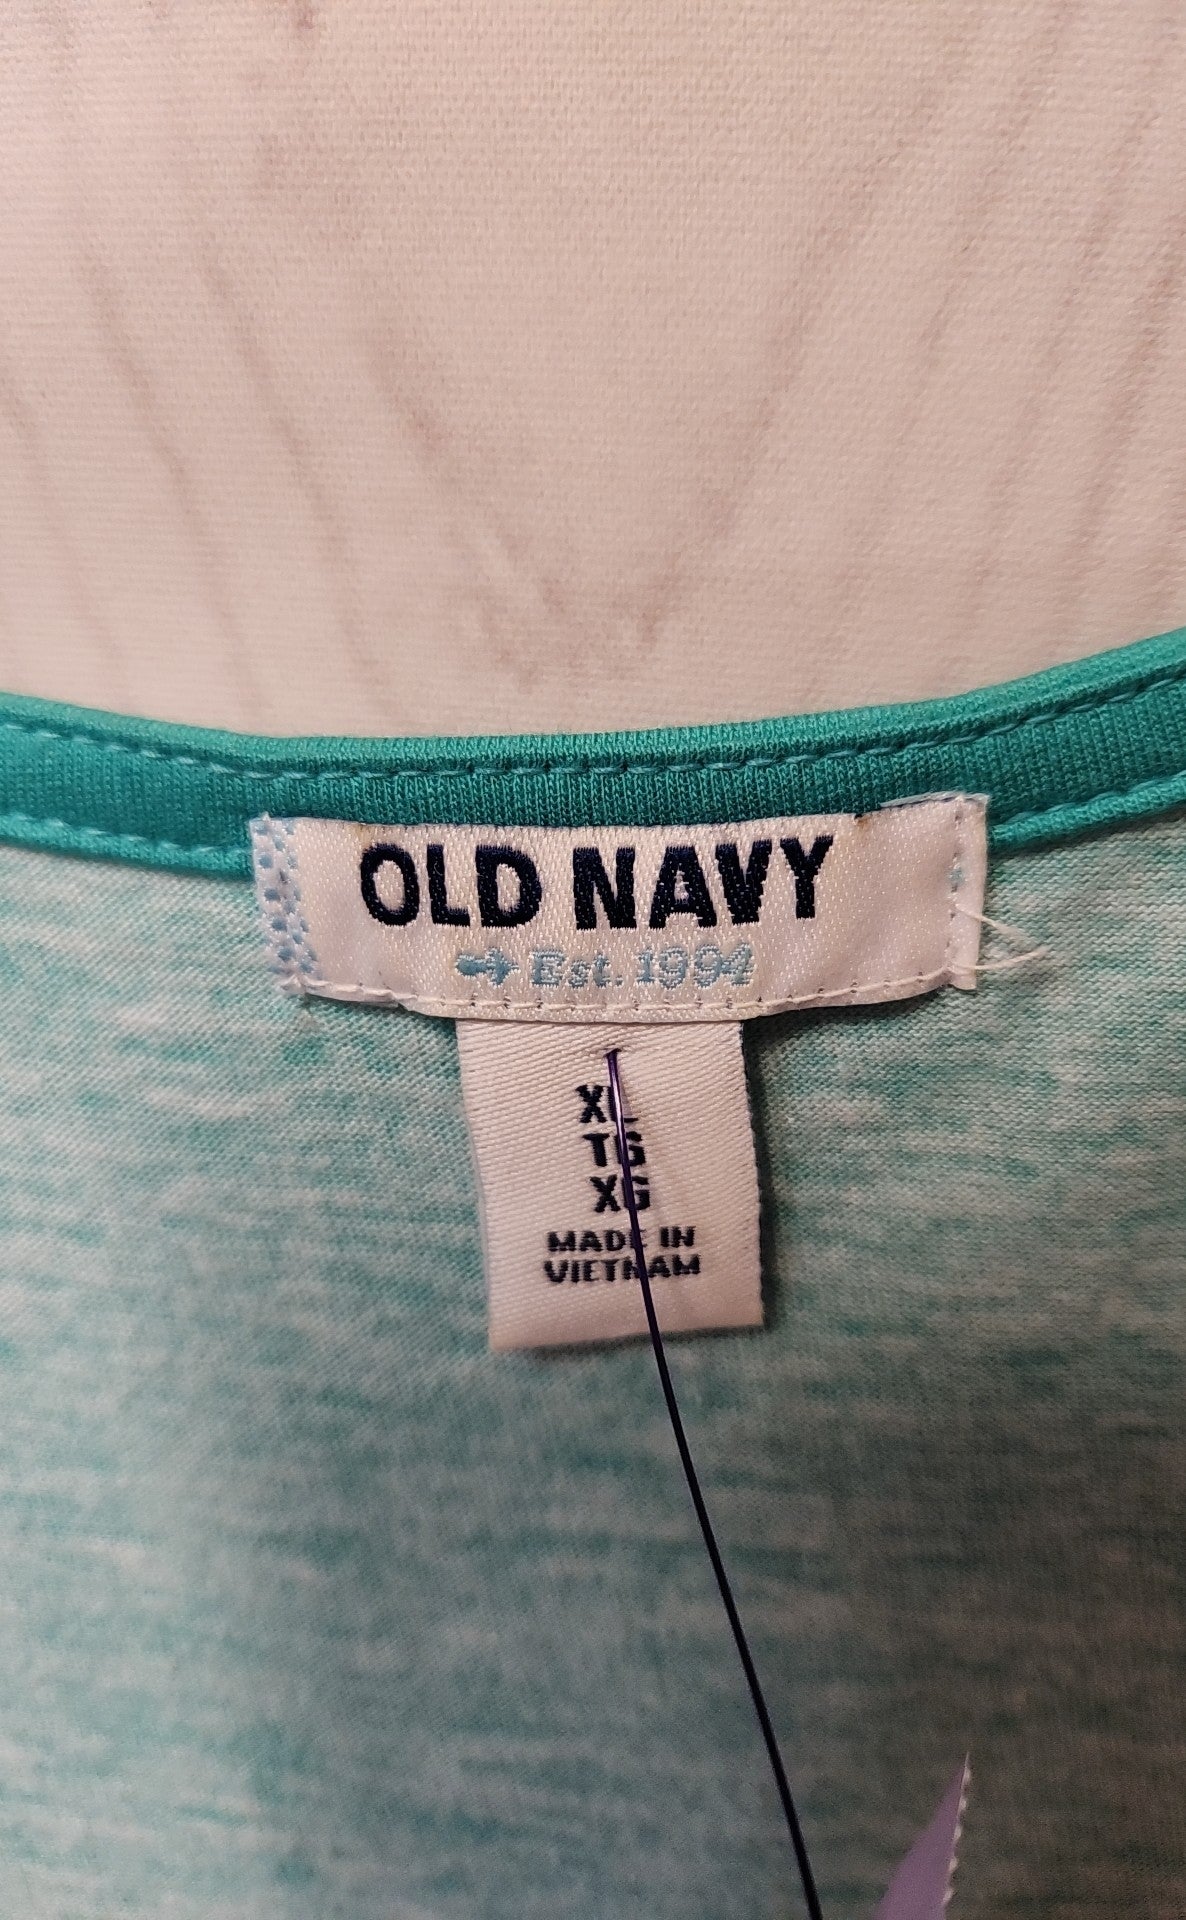 OLD NAVY
Est. 1994
XL
TG
XG
MADE IN
VIETNAM